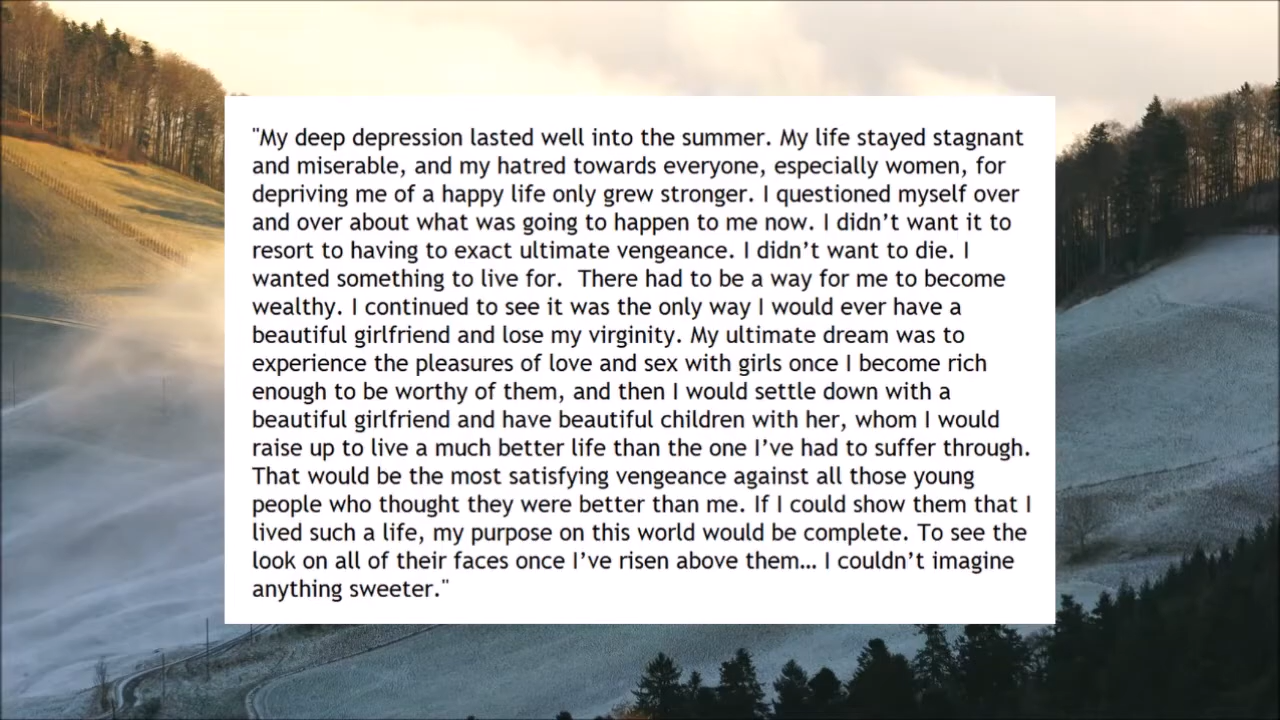 "My deep depression lasted well into the summer. My life stayed stagnant
and miserable, and my hatred towards everyone, especially women, for
depriving me of a happy life only grew stronger. I questioned myself over
and over about what was going to happen to me now. I didn’t want it to
resort to having to exact ultimate vengeance. I didn’t want to die. I
wanted something to live for.  There had to be a way for me to become
wealthy. I continued to see it was the only way I would ever have a
beautiful girlfriend and lose my virginity. My ultimate dream was to
experience the pleasures of love and sex with girls once I become rich
enough to be worthy of them, and then I would settle down with a
beautiful girlfriend and have beautiful children with her, whom I would
raise up to live a much better life than the one I’ve had to suffer through.
That would be the most satisfying vengeance against all those young
people who thought they were better than me. If I could show them that I
lived such a life, my purpose on this world would be complete. To see the
look on all of their faces once I’ve risen above them… I couldn’t imagine
anything sweeter."